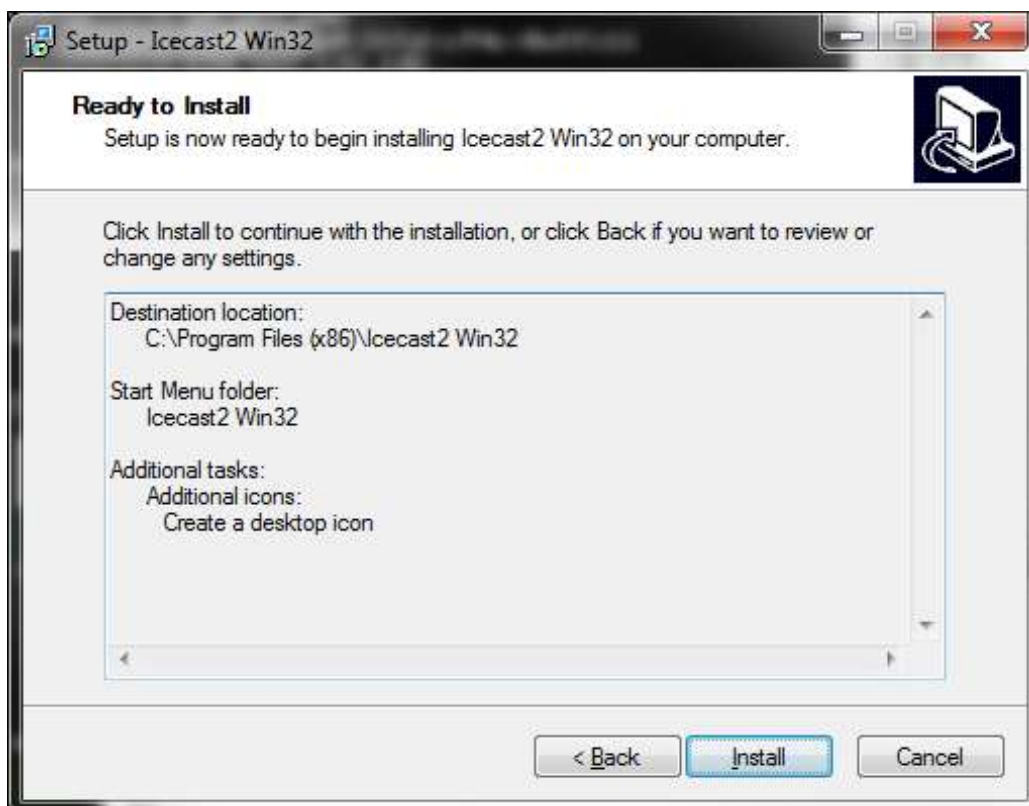 Setup - Icecast2 Win32
Ready to Install
Setup is now ready to begin installing Icecast2 Win32 on your computer.
Click Install to continue with the installation, or click Back if you want to review or
change any settings.
Destination location:
C:\Program Files (x86)\Icecast2 Win32
Start Menu folder:
Icecast2 Win32
Additional tasks:
Additional icons:
Create a desktop icon
< Back
Install
Cancel